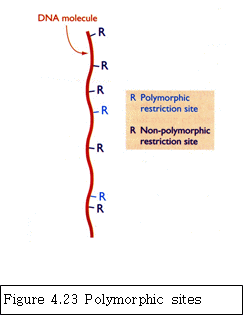 DNA molecule
R
R
R
R
R
R
R
R Polymorphic
restriction site
R Non-polymorphic
restriction site
Figure 4.23 Polymorphic sites